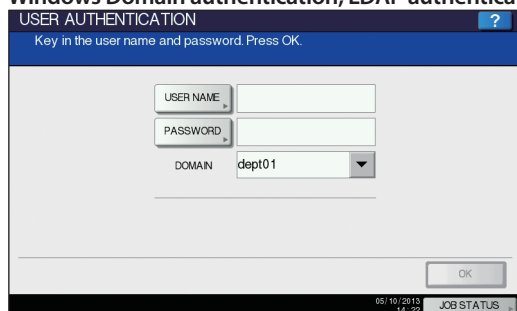 Windows Domain authentication, LDAP authentica
USER AUTHENTICATION
?
Key in the user name and password. Press OK.
USER NAME
PASSWORD
DOMAIN dept01
OK
05/10/2013
14:22
JOB STATUS